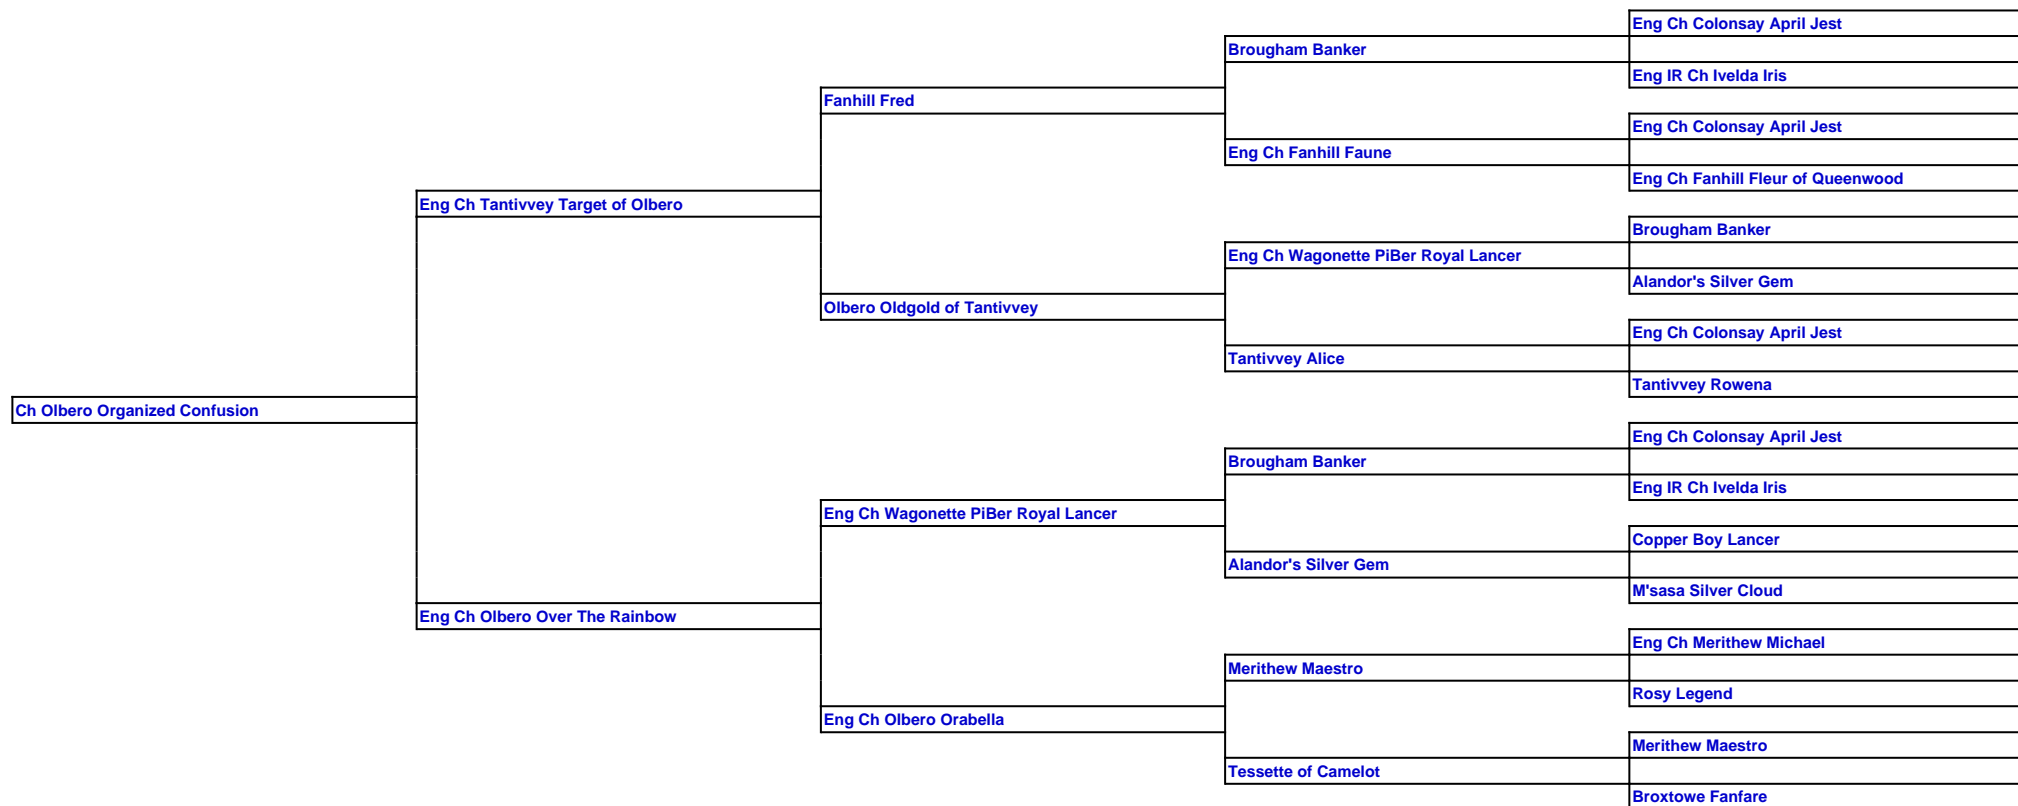 Eng Ch Colonsay April Jest
Brougham Banker
Eng IR Ch Ivelda Iris
Fanhill Fred
Eng Ch Colonsay April Jest
Eng Ch Fanhill Faune
Eng Ch Fanhill Fleur of Queenwood
Eng Ch Tantivvey Target of Olbero
Brougham Banker
Eng Ch Wagonette PiBer Royal Lancer
Alandor's Silver Gem
Olbero Oldgold of Tantivvey
Eng Ch Colonsay April Jest
Tantivvey Alice
Tantivvey Rowena
Ch Olbero Organized Confusion
Eng Ch Colonsay April Jest
Brougham Banker
Eng IR Ch Ivelda Iris
Eng Ch Wagonette PiBer Royal Lancer
Copper Boy Lancer
Alandor's Silver Gem
M'sasa Silver Cloud
Eng Ch Olbero Over The Rainbow
Eng Ch Merithew Michael
Merithew Maestro
Rosy Legend
Eng Ch Olbero Orabella
Merithew Maestro
Tessette of Camelot
Broxtowe Fanfare